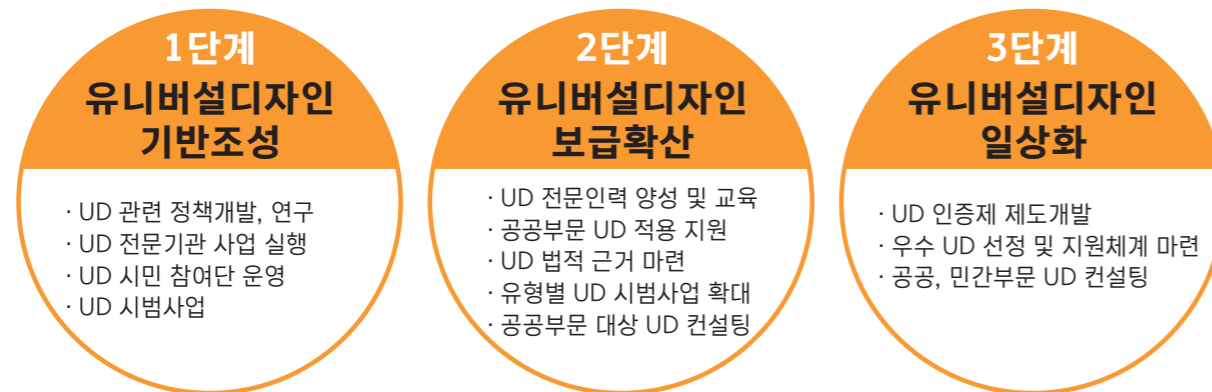 1단계
유니버설디자인
기반조성
· UD 관련 정책개발, 연구
· UD 전문기관 사업 실행
· UD 시민 참여단 운영
· UD 시범사업
2단계
유니버설디자인
보급확산
· UD 전문인력 양성 및 교육
· 공공부문 UD 적용 지원
· UD 법적 근거 마련
· 유형별 UD 시범사업 확대
· 공공부문 대상 UD 컨설팅
3단계
유니버설디자인
일상화
· UD 인증제 제도개발
· 우수 UD 선정 및 지원체계 마련
· 공공, 민간부문 UD 컨설팅